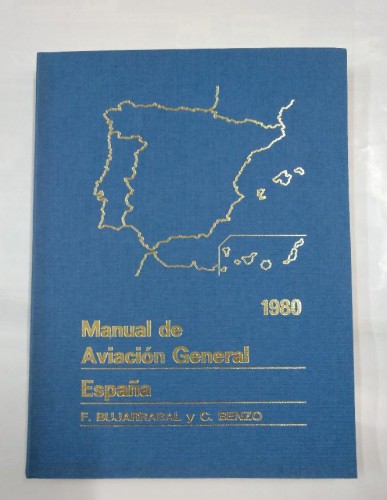 1980
Manual de
Aviación General
España
F. BUJARRABAL y C. BENZO